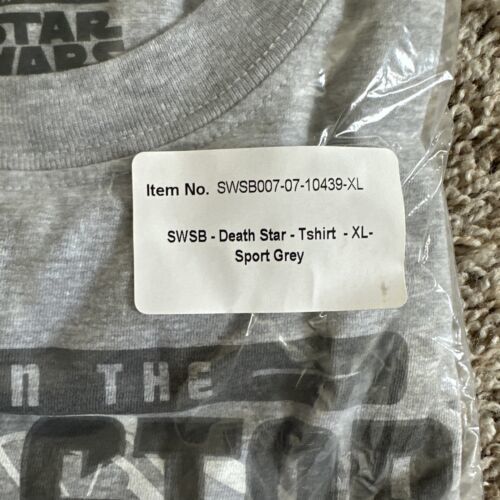 STAR
WARS
Item No. SWSB007-07-10439-XL
SWSB - Death Star - Tshirt - XL-
Sport Grey
N THE